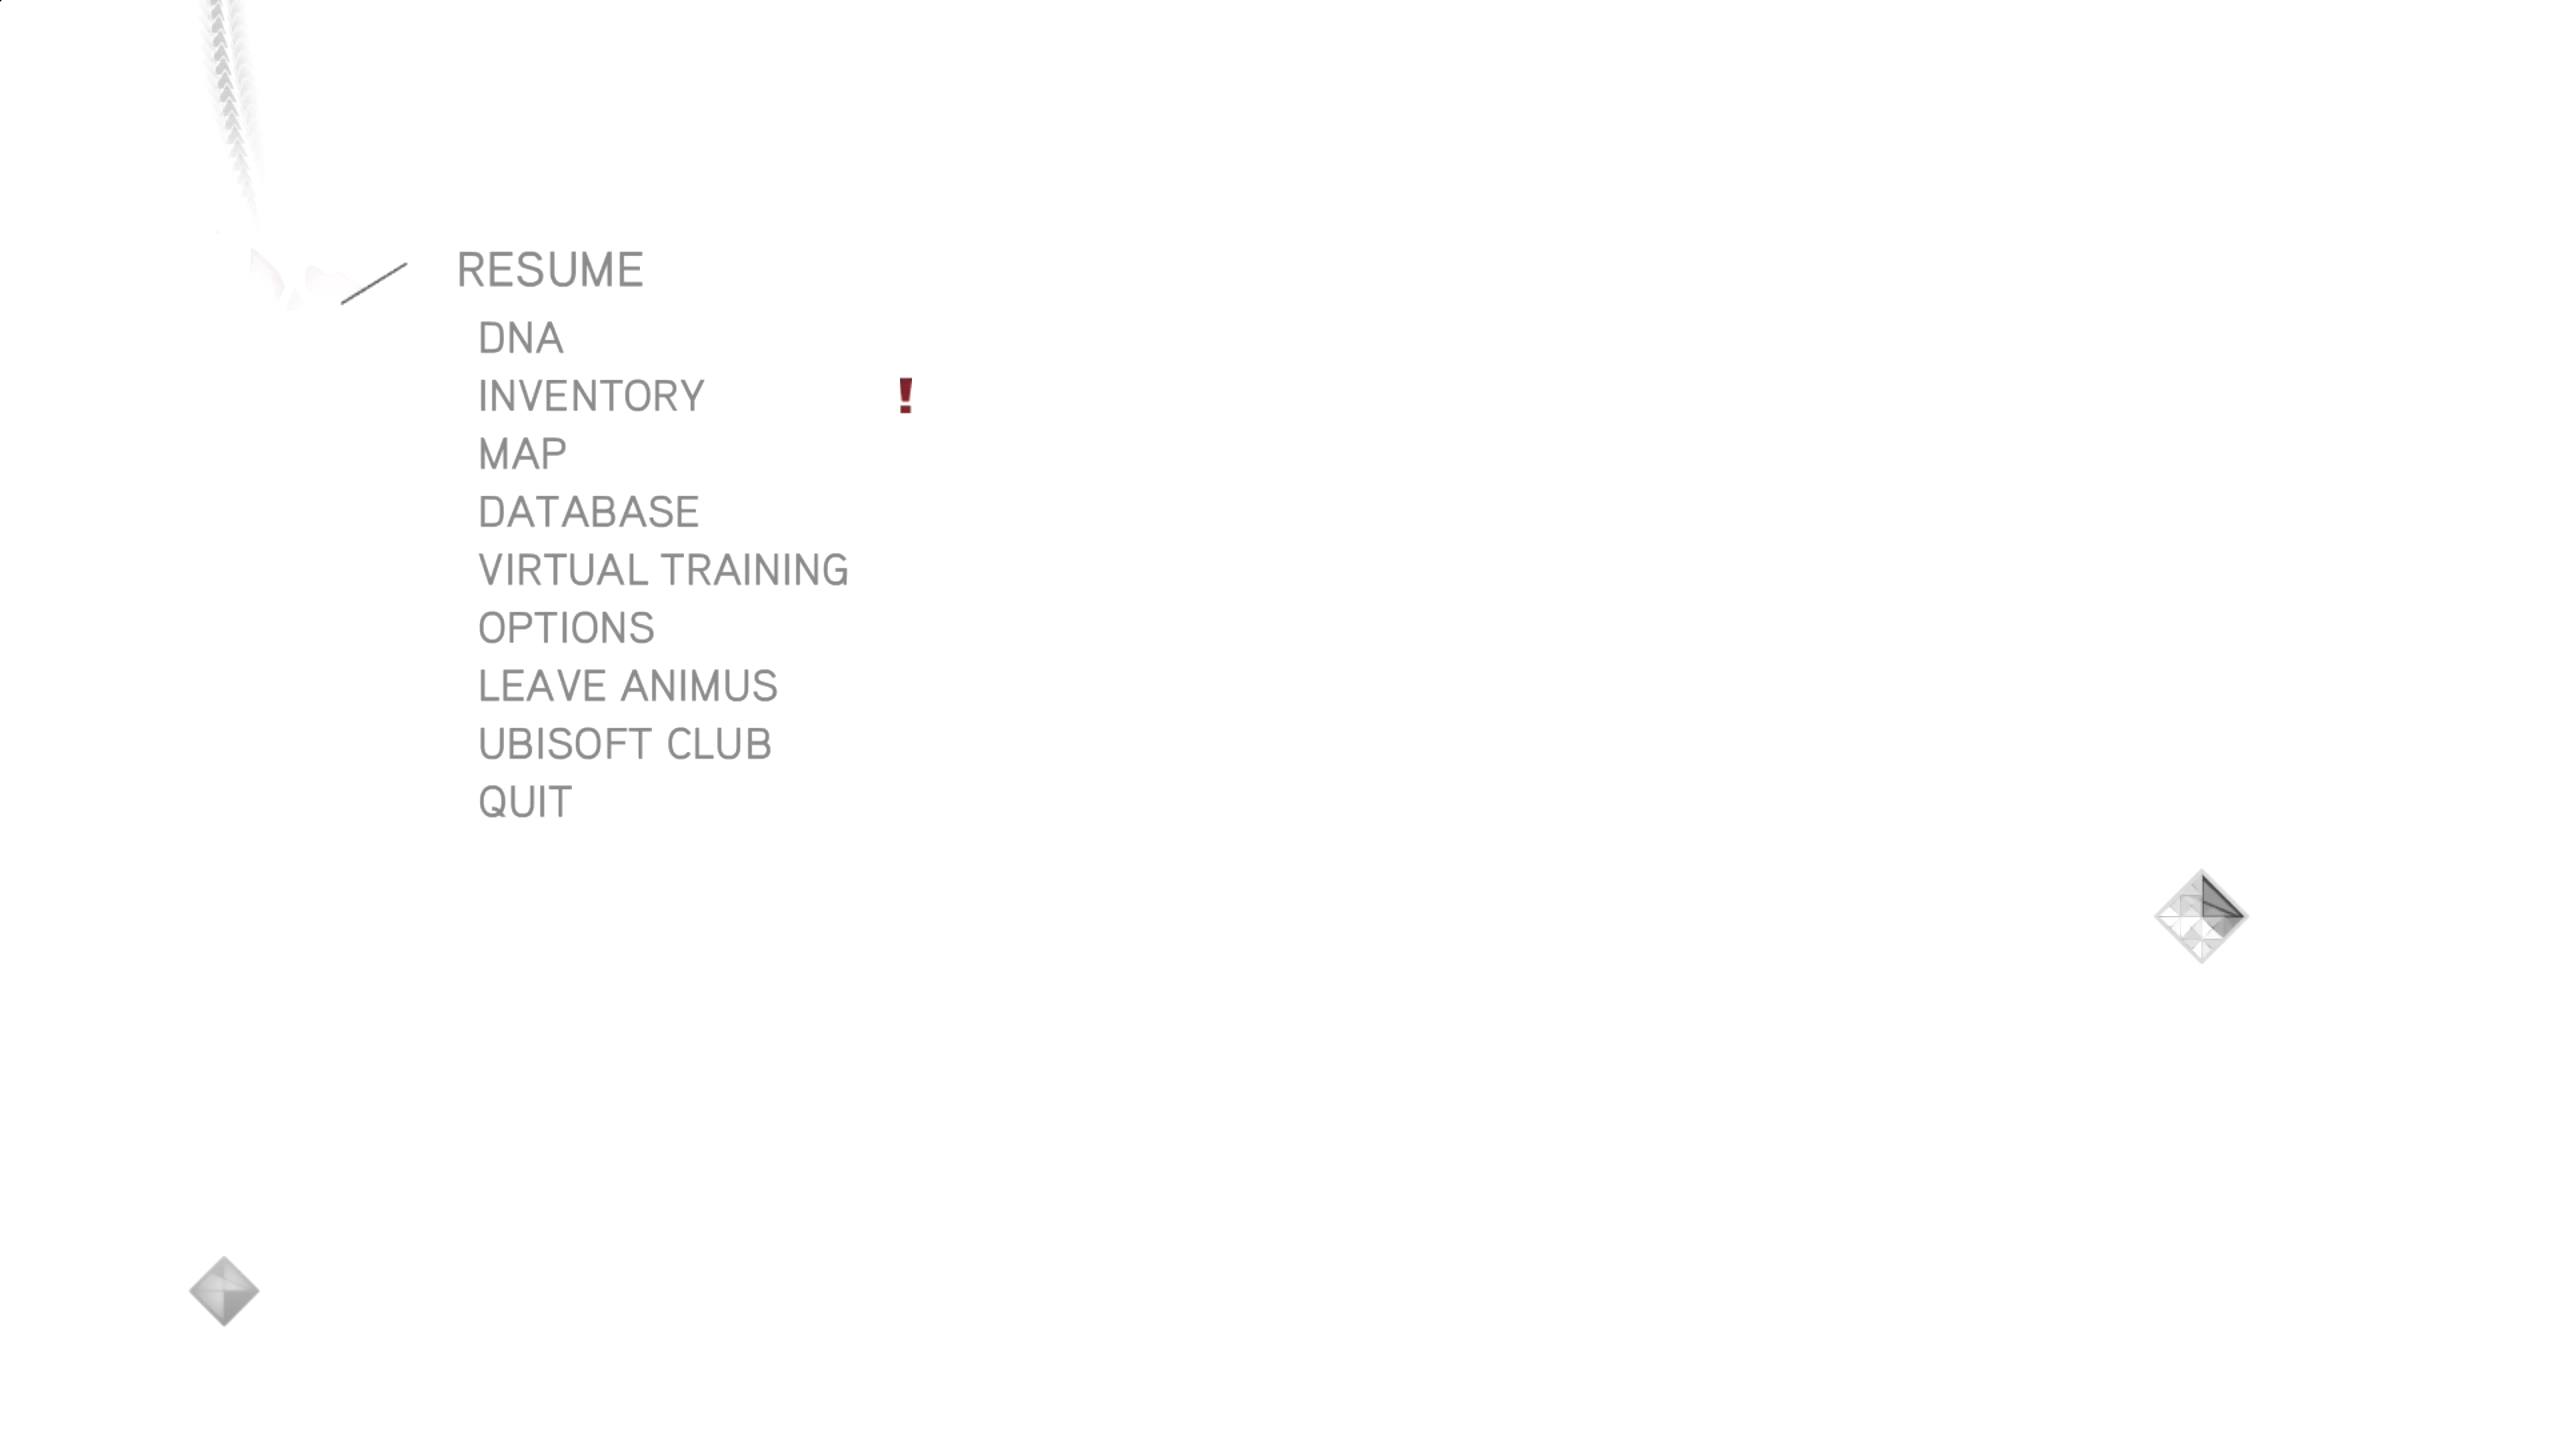 RESUME
DNA
INVENTORY !
MAP
DATABASE
VIRTUAL TRAINING
OPTIONS
LEAVE ANIMUS
UBISOFT CLUB
QUIT